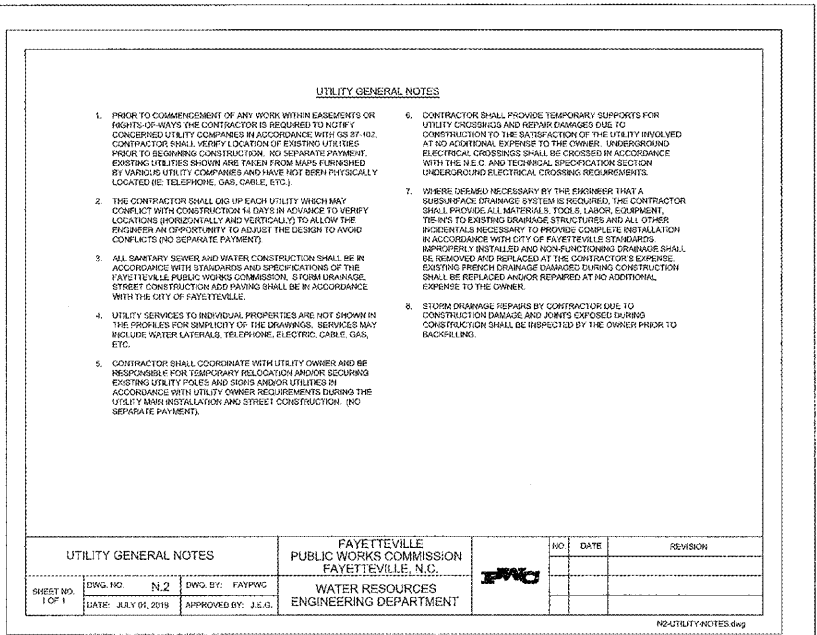 UTILITY GENERAL NOTES
1. PRIOR TO COMMENCEMENT OF ANY WORK WITHIN EASEMENTS OR
RIGHTS-OF-WAYS THE CONTRACTOR IS REQUIRED TO NOTIFY
CONCERNED UTILITY COMPANIES IN ACCORDANCE WITH GS 87-102.
CONTRACTOR SHALL VERIFY LOCATION OF EXISTING UTILITIES
PRIOR TO BEGINNING CONSTRUCTION. NO SEPARATE PAYMENT.
EXISTING UTILITIES SHOWN ARE TAKEN FROM MAPS FURNISHED
BY VARIOUS UTILITY COMPANIES AND HAVE NOT BEEN PHYSICALLY
LOCATED (IE: TELEPHONE, GAS, CABLE, ETC.).
2. THE CONTRACTOR SHALL DIG UP EACH UTILITY WHICH MAY
CONFLICT WITH CONSTRUCTION 14 DAYS IN ADVANCE TO VERIFY
LOCATIONS (HORIZONTALLY AND VERTICALLY) TO ALLOW THE
ENGINEER AN OPPORTUNITY TO ADJUST THE DESIGN TO AVOID
CONFLICTS (NO SEPARATE PAYMENT).
3. ALL SANITARY SEWER AND WATER CONSTRUCTION SHALL BE IN
ACCORDANCE WITH STANDARDS AND SPECIFICATIONS OF THE
FAYETTEVILLE PUBLIC WORKS COMMISSION. STORM DRAINAGE,
STREET CONSTRUCTION ADD PAVING SHALL BE IN ACCORDANCE
WITH THE CITY OF FAYETTEVILLE.
4. UTILITY SERVICES TO INDIVIDUAL PROPERTIES ARE NOT SHOWN IN
THE PROFILES FOR SIMPLICITY OF THE DRAWINGS. SERVICES MAY
INCLUDE WATER LATERALS, TELEPHONE, ELECTRIC, CABLE, GAS,
ETC.
5. CONTRACTOR SHALL COORDINATE WITH UTILITY OWNER AND BE
RESPONSIBLE FOR TEMPORARY RELOCATION AND/OR SECURING
EXISTING UTILITY POLES AND SIGNS AND/OR UTILITIES IN
ACCORDANCE WITH UTILITY OWNER REQUIREMENTS DURING THE
UTILITY MAIN INSTALLATION AND STREET CONSTRUCTION. (NO
SEPARATE PAYMENT).
6. CONTRACTOR SHALL PROVIDE TEMPORARY SUPPORTS FOR
UTILITY CROSSINGS AND REPAIR DAMAGES DUE TO
CONSTRUCTION TO THE SATISFACTION OF THE UTILITY INVOLVED
AT NO ADDITIONAL EXPENSE TO THE OWNER. UNDERGROUND
ELECTRICAL CROSSINGS SHALL BE CROSSED IN ACCORDANCE
WITH THE N.E.C. AND TECHNICAL SPECIFICATION SECTION
UNDERGROUND ELECTRICAL CROSSING REQUIREMENTS.
7. WHERE DEEMED NECESSARY BY THE ENGINEER THAT A
SUBSURFACE DRAINAGE SYSTEM IS REQUIRED, THE CONTRACTOR
SHALL PROVIDE ALL MATERIALS, TOOLS, LABOR, EQUIPMENT,
TIE-IN'S TO EXISTING DRAINAGE STRUCTURES AND ALL OTHER
INCIDENTALS NECESSARY TO PROVIDE COMPLETE INSTALLATION
IN ACCORDANCE WITH CITY OF FAYETTEVILLE STANDARDS.
IMPROPERLY INSTALLED AND NON-FUNCTIONING DRAINAGE SHALL
BE REMOVED AND REPLACED AT THE CONTRACTOR'S EXPENSE.
EXISTING FRENCH DRAINAGE DAMAGED DURING CONSTRUCTION
SHALL BE REPLACED AND/OR REPAIRED AT NO ADDITIONAL
EXPENSE TO THE OWNER.
8. STORM DRAINAGE REPAIRS BY CONTRACTOR DUE TO
CONSTRUCTION DAMAGE AND JOINTS EXPOSED DURING
CONSTRUCTION SHALL BE INSPECTED BY THE OWNER PRIOR TO
BACKFILLING.
UTILITY GENERAL NOTES
SHEET NO.
1 OF 1
DWG. NO. N.2
DWG. BY: FAYPWC
DATE: JULY 01, 2019
APPROVED BY: J.E.G.
FAYETTEVILLE
PUBLIC WORKS COMMISSION
FAYETTEVILLE, N.C.
WATER RESOURCES
ENGINEERING DEPARTMENT
PWC
NO. DATE REVISION
N2-UTILITY-NOTES.dwg